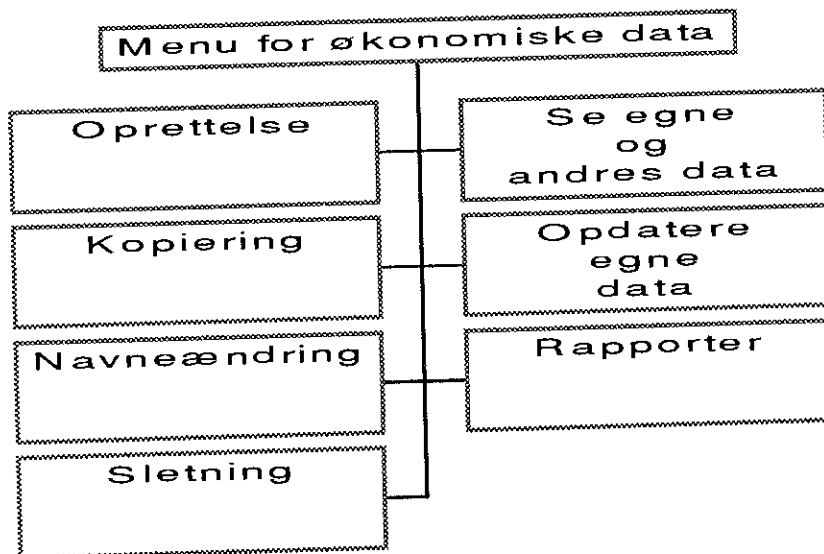 Menu for økonomiske data
Oprettelse
Se egne
og
andres data
Kopiering
Opdatere
egne
data
Navneændring
Rapporter
Sletning